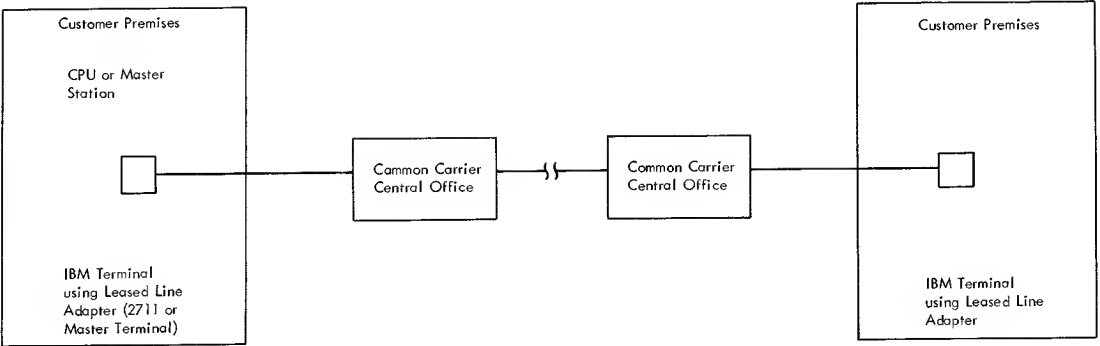 Customer Premises
CPU or Master
Station
IBM Terminal
using Leased Line
Adapter (2711 or
Master Terminal)
Cammon Carrier
Central Office
Common Carrier
Central Office
Customer Premises
IBM Terminal
using Leased Line
Adapter